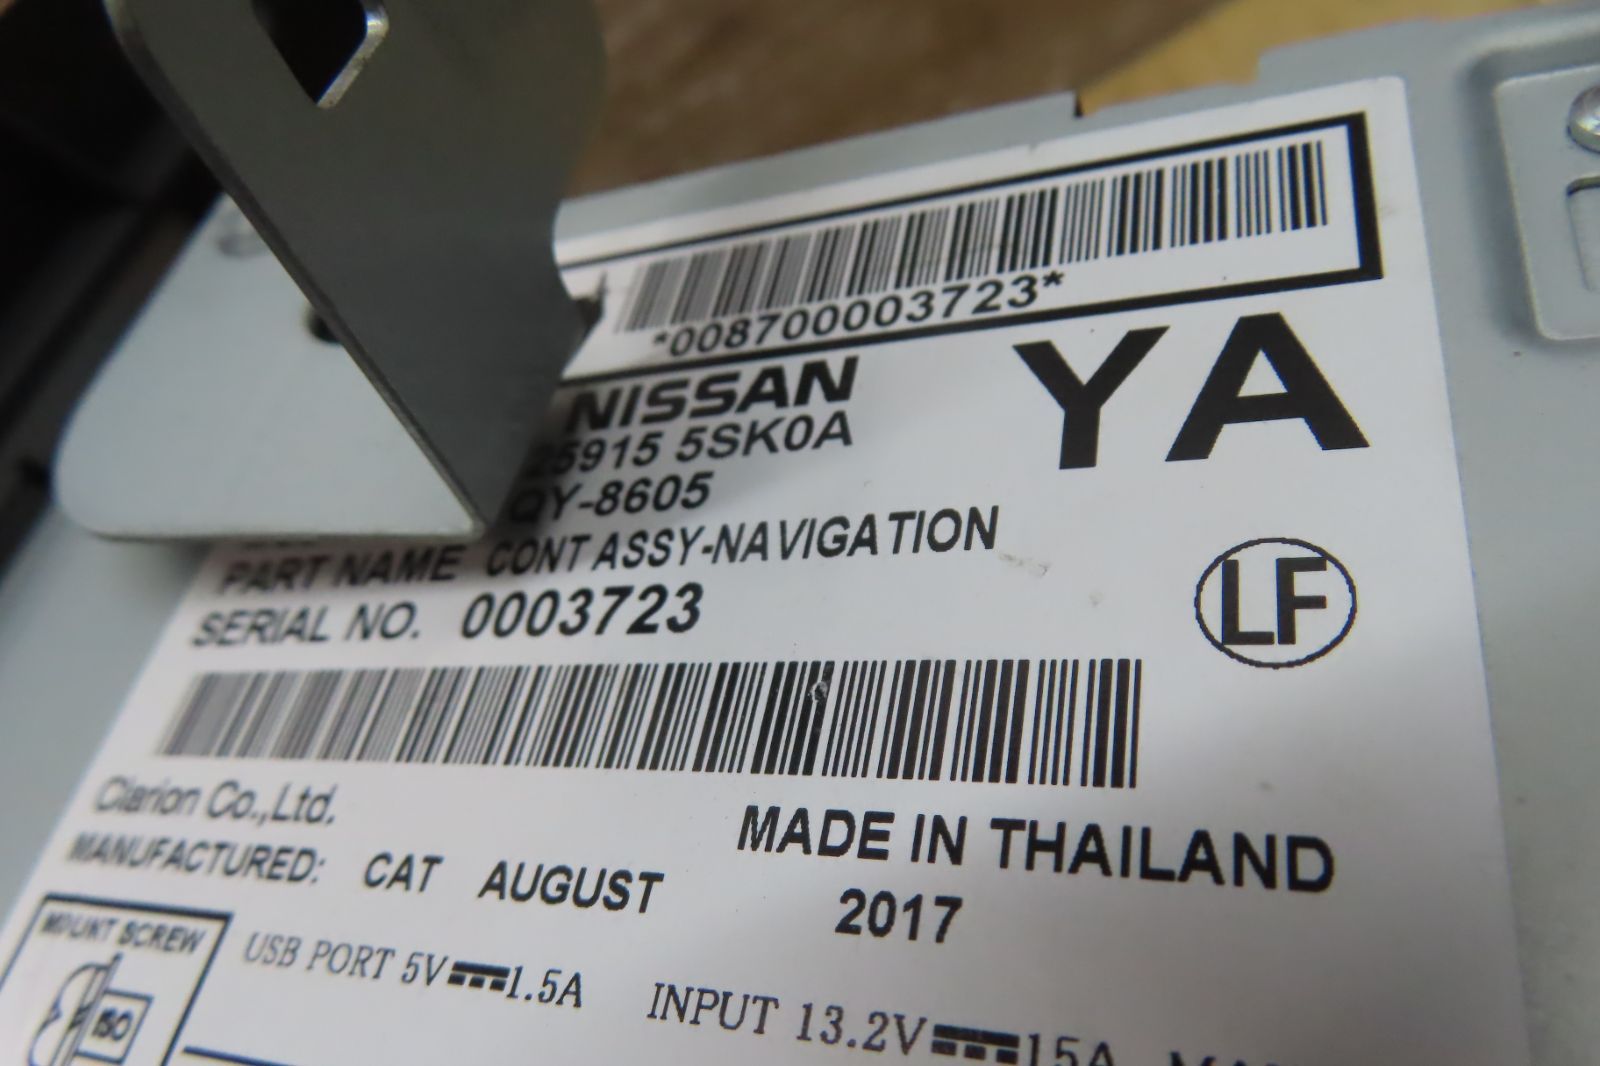 *008700003723*
NISSAN
YA
25915 5SK0A
QY-8605
PART NAME CONT ASSY-NAVIGATION
LF
SERIAL NO. 0003723
Clarion Co.,Ltd.
MADE IN THAILAND
MANUFACTURED: CAT AUGUST 2017
MOUNT SCREW
USB PORT 5V 1.5A
INPUT 13.2V 15A
ISO